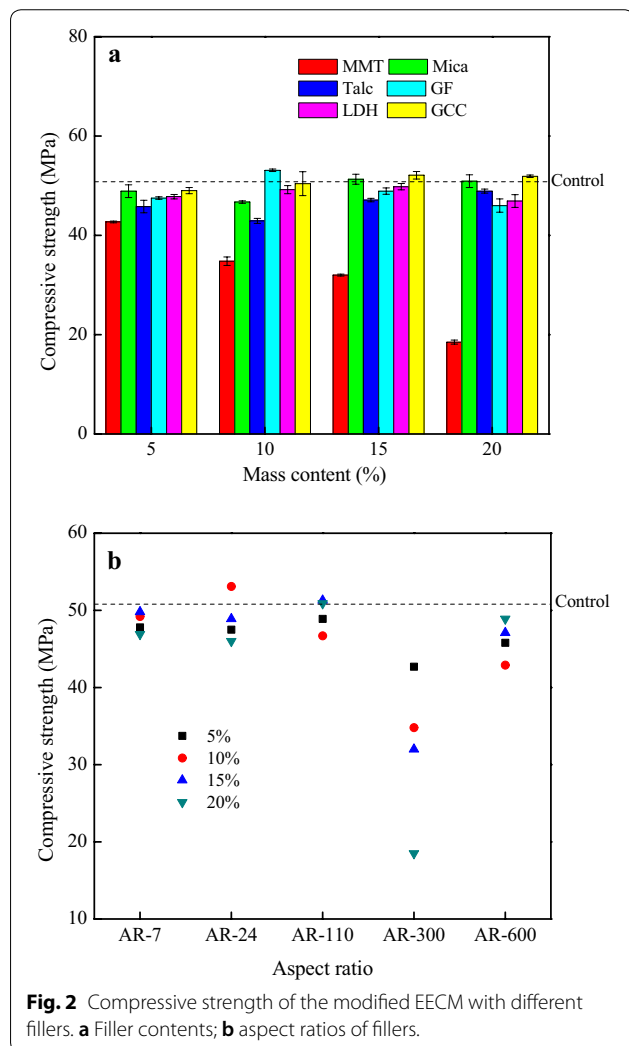 80
a
MMT Mica
Talc GF
LDH GCC
60
Control
40
20
0
Compressive strength (MPa)
5 10 15 20
Mass content (%)
60
b
50
Control
40
5%
10%
15%
20%
30
20
10
Compressive strength (MPa)
AR-7 AR-24 AR-110 AR-300 AR-600
Aspect ratio
Fig. 2 Compressive strength of the modified EECM with different
fillers. a Filler contents; b aspect ratios of fillers.